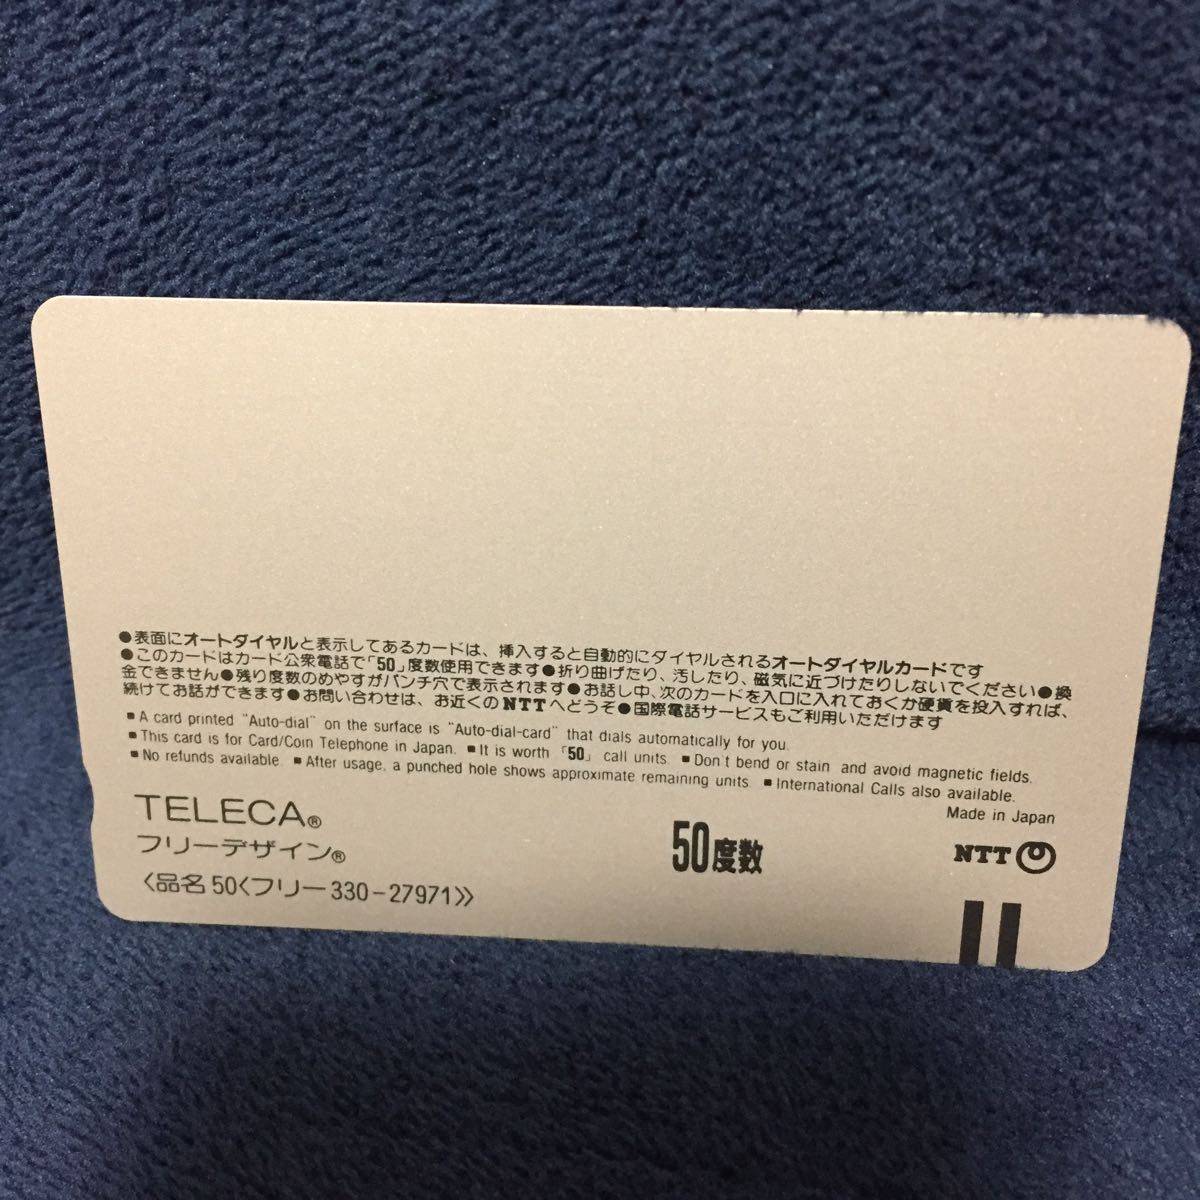 ●表面にオートダイヤルと表示してあるカードは、挿入すると自動的にダイヤルされるオートダイヤルカードです
●このカードはカード公衆電話で「50」度数使用できます●折り曲げたり、汚したり、磁気に近づけたりしないでください●換
金できません●残り度数のめやすがパンチ穴で表示されます●お話し中、次のカードを入口に入れておくか硬貨を投入すれば、
続けてお話ができます●お問い合わせは、お近くのNTTへどうぞ●国際電話サービスもご利用いただけます
■A card printed "Auto-dial" on the surface is "Auto-dial-card" that dials automatically for you.
■This card is for Card/Coin Telephone in Japan. ■It is worth 「50」 call units. ■Don't bend or stain and avoid magnetic fields.
■No refunds available. ■After usage, a punched hole shows approximate remaining units. ■International Calls also available.
Made in Japan
TELECA®
フリーデザイン®
50度数
NTT
〈品名 50〈フリー330-27971〉〉